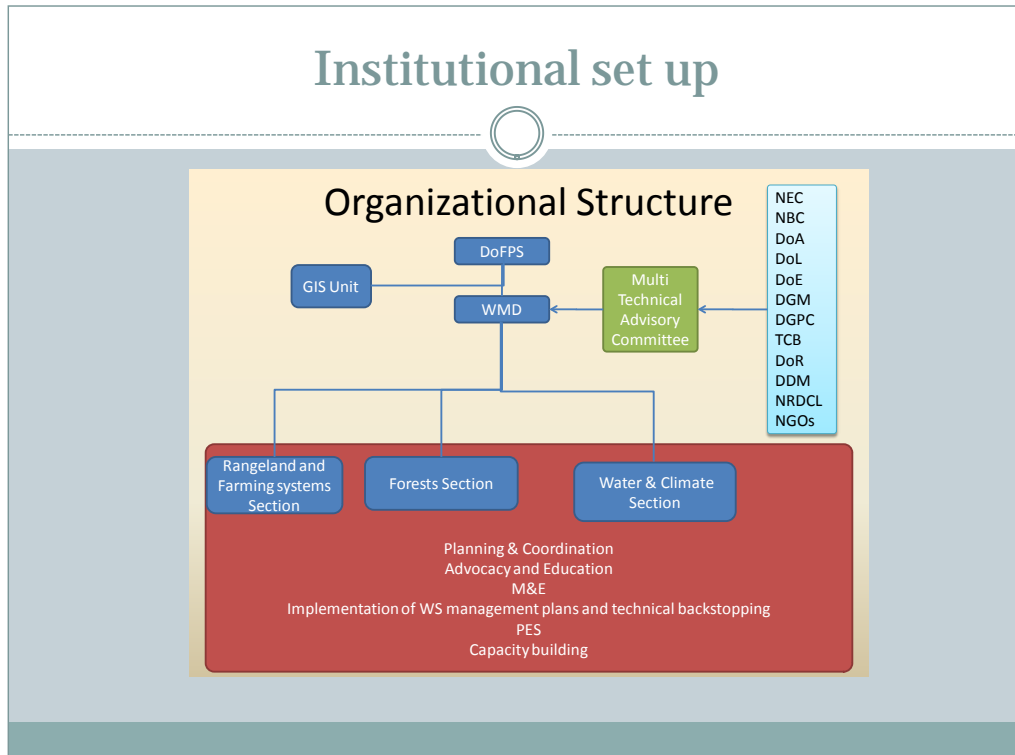 Institutional set up
Organizational Structure
NEC
NBC
DoA
DoL
DoE
DGM
DGPC
TCB
DoR
DDM
NRDCL
NGOs
DoFPS
GIS Unit
WMD
Multi
Technical
Advisory
Committee
Rangeland and
Farming systems
Section
Forests Section
Water & Climate
Section
Planning & Coordination
Advocacy and Education
M&E
Implementation of WS management plans and technical backstopping
PES
Capacity building